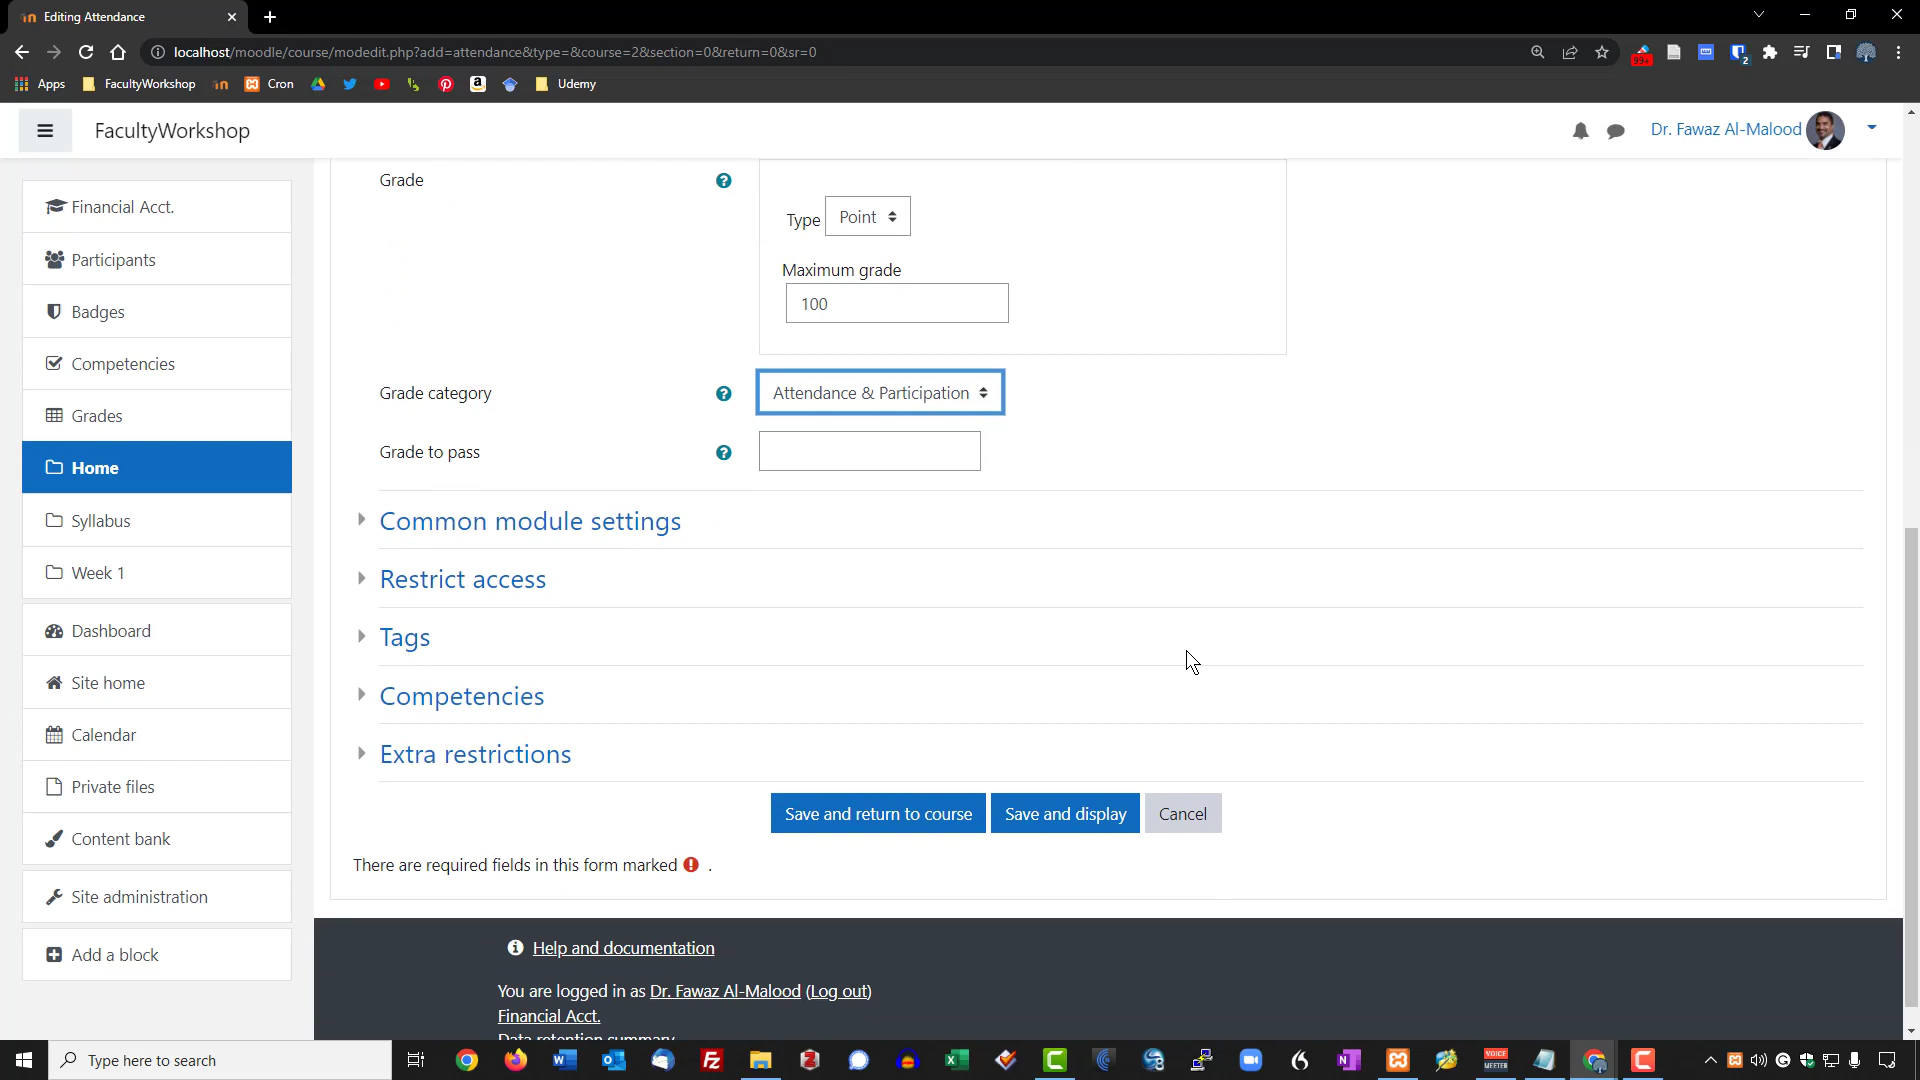 Editing Attendance
localhost/moodle/course/modedit.php?add=attendance&type=&course=2&section=0&return=0&sr=0
99+
2
Apps
FacultyWorkshop
Cron
Udemy
FacultyWorkshop
Dr. Fawaz Al-Malood
Financial Acct.
Participants
Badges
Competencies
Grades
Home
Syllabus
Week 1
Dashboard
Site home
Calendar
Private files
Content bank
Site administration
Add a block
Grade
Type Point
Maximum grade
100
Grade category
Attendance & Participation
Grade to pass
Common module settings
Restrict access
Tags
Competencies
Extra restrictions
Save and return to course
Save and display
Cancel
There are required fields in this form marked .
Help and documentation
You are logged in as Dr. Fawaz Al-Malood (Log out)
Financial Acct.
Data retention summary
Type here to search
VOICE
MEETER